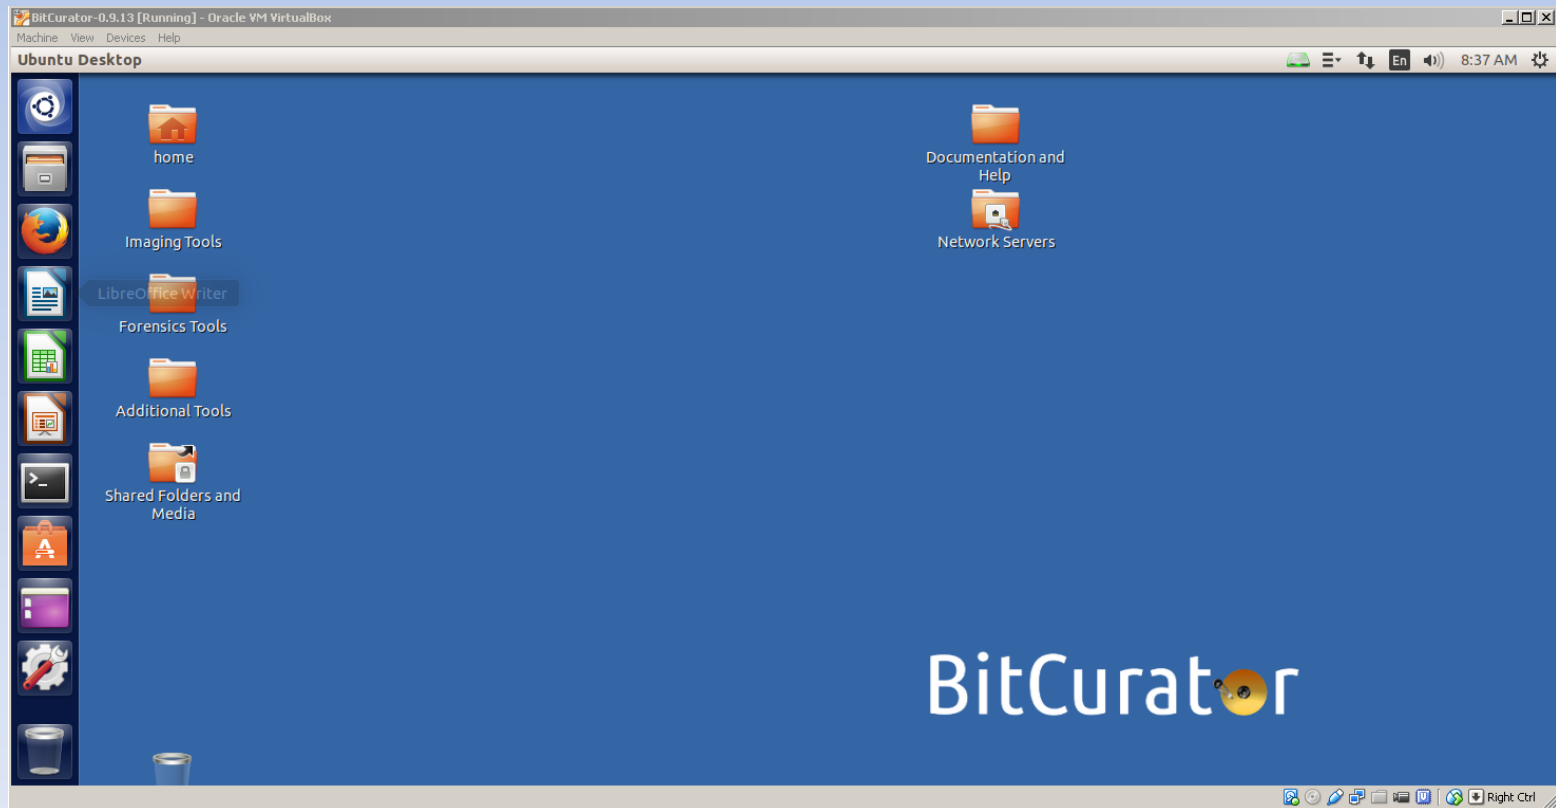 BitCurator-0.9.13 [Running] - Oracle VM VirtualBox
Machine View Devices Help
Ubuntu Desktop
En
8:37 AM
home
Documentation and
Help
Imaging Tools
Network Servers
LibreOffice Writer
Forensics Tools
Additional Tools
Shared Folders and
Media
BitCurator
Right Ctrl